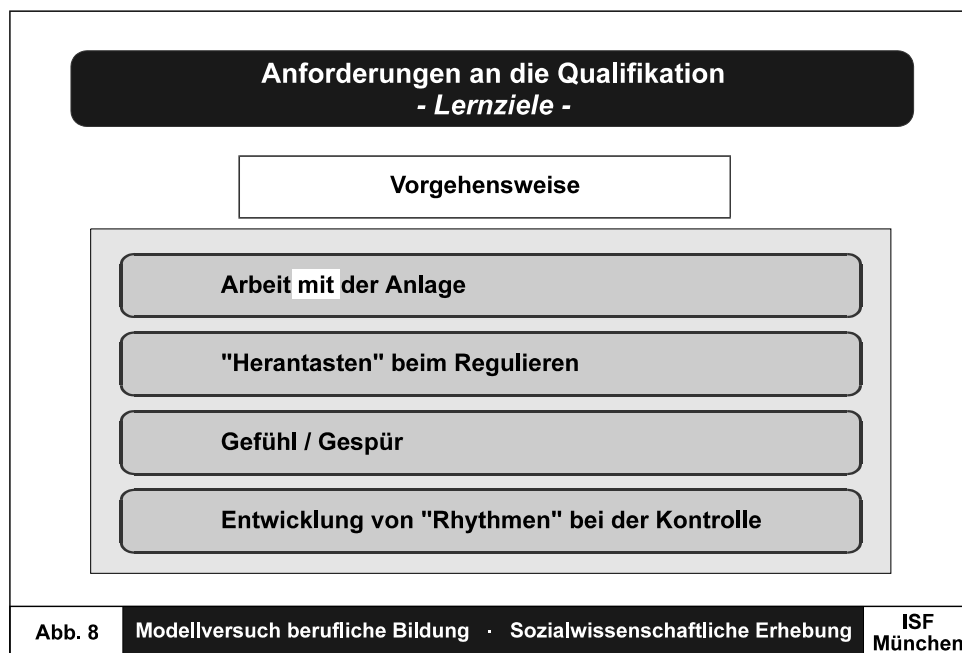 Anforderungen an die Qualifikation
- Lernziele -
Vorgehensweise
Arbeit mit der Anlage
"Herantasten" beim Regulieren
Gefühl / Gespür
Entwicklung von "Rhythmen" bei der Kontrolle
Abb. 8
Modellversuch berufliche Bildung · Sozialwissenschaftliche Erhebung
ISF
München